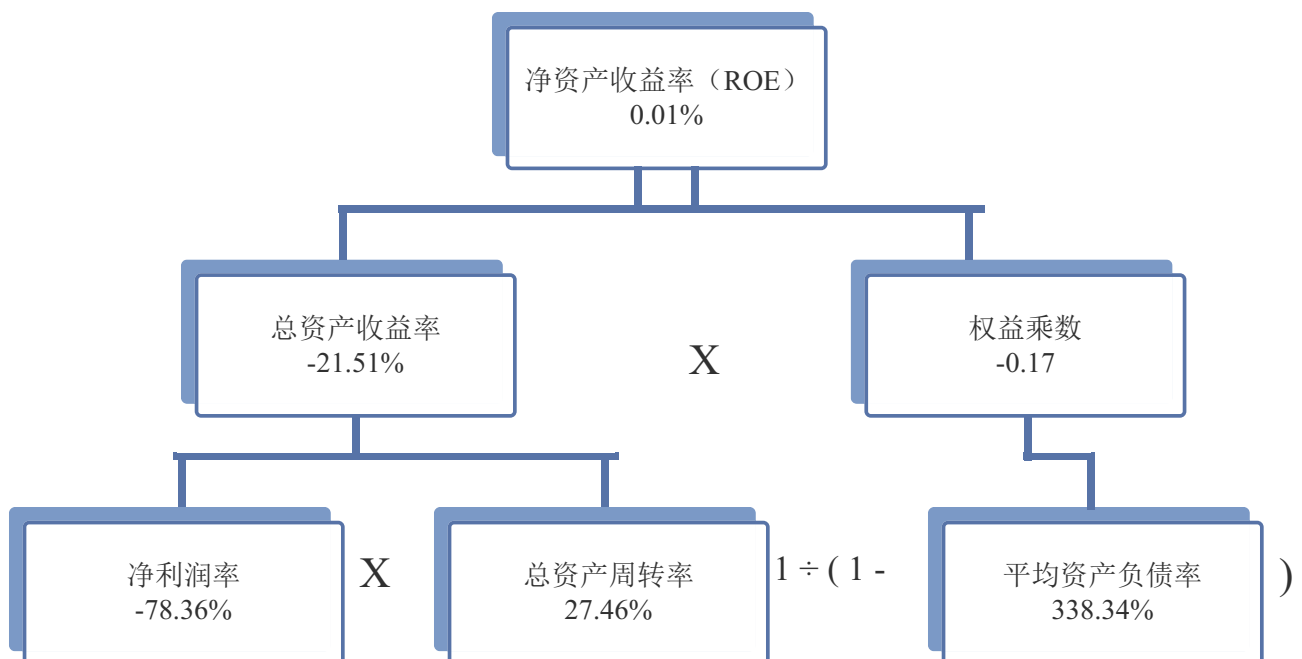 净资产收益率（ROE）
0.01%
总资产收益率
-21.51%
X
权益乘数
-0.17
净利润率
-78.36%
X
总资产周转率
27.46%
1 ÷ ( 1 -
平均资产负债率
338.34%
)